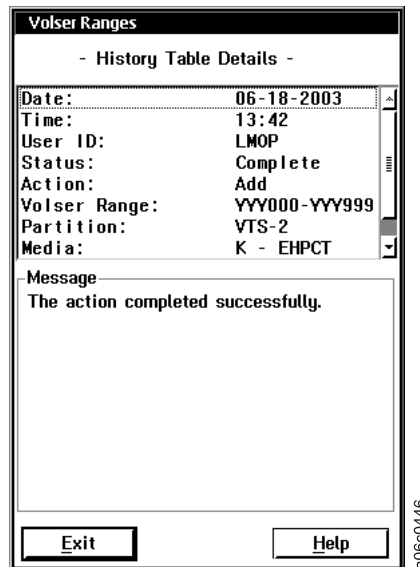 Volser Ranges
- History Table Details -
Date: 06-18-2003
Time: 13:42
User ID: LMOP
Status: Complete
Action: Add
Volser Range: YYY000-YYY999
Partition: VTS-2
Media: K - EHPCT
Message
The action completed successfully.
Exit Help
a06c0446